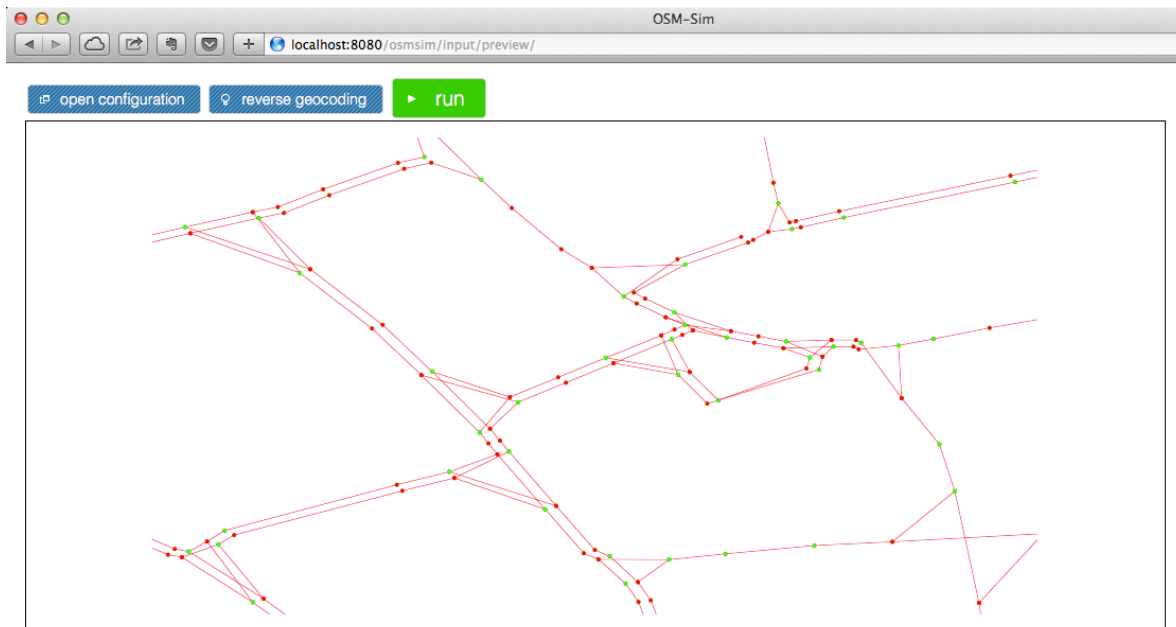 OSM-Sim
localhost:8080/osmsim/input/preview/
open configuration reverse geocoding run